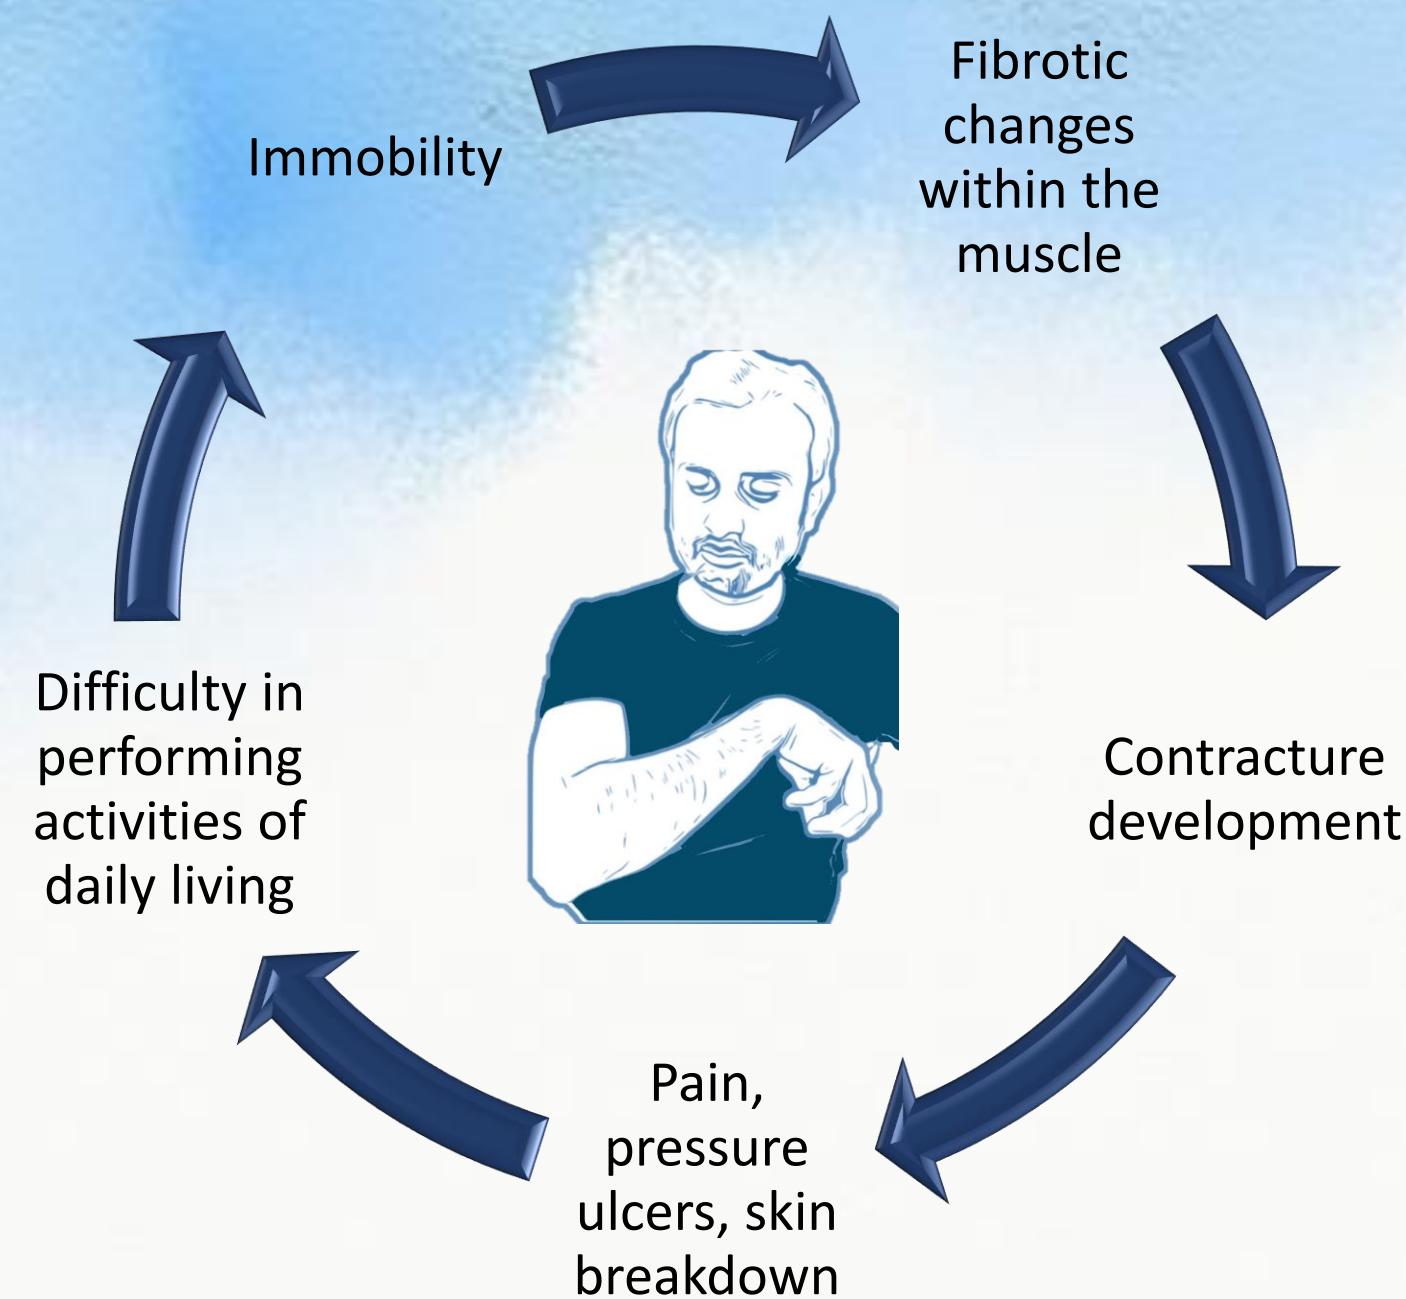 Immobility
Fibrotic
changes
within the
muscle
Contracture
development
Pain,
pressure
ulcers, skin
breakdown
Difficulty in
performing
activities of
daily living